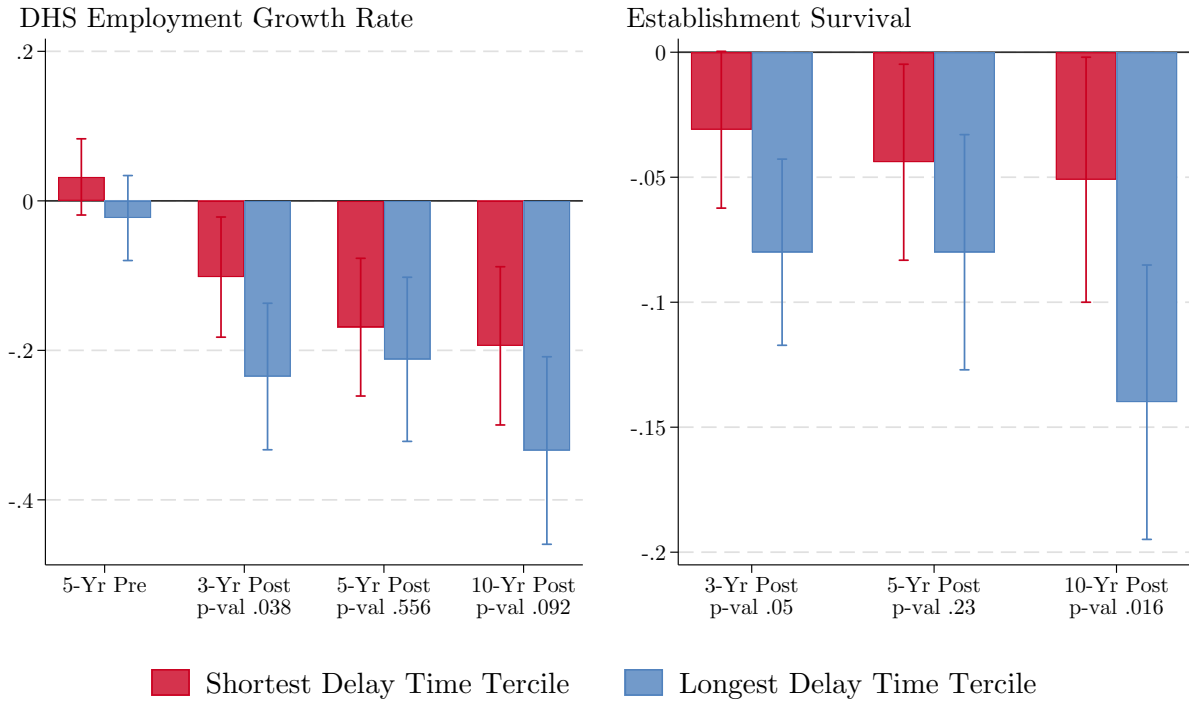 DHS Employment Growth Rate
.2
0
-.2
-.4
5-Yr Pre
3-Yr Post
p-val .038
5-Yr Post
p-val .556
10-Yr Post
p-val .092
Establishment Survival
0
-.05
-.1
-.15
-.2
3-Yr Post
p-val .05
5-Yr Post
p-val .23
10-Yr Post
p-val .016
Shortest Delay Time Tercile
Longest Delay Time Tercile